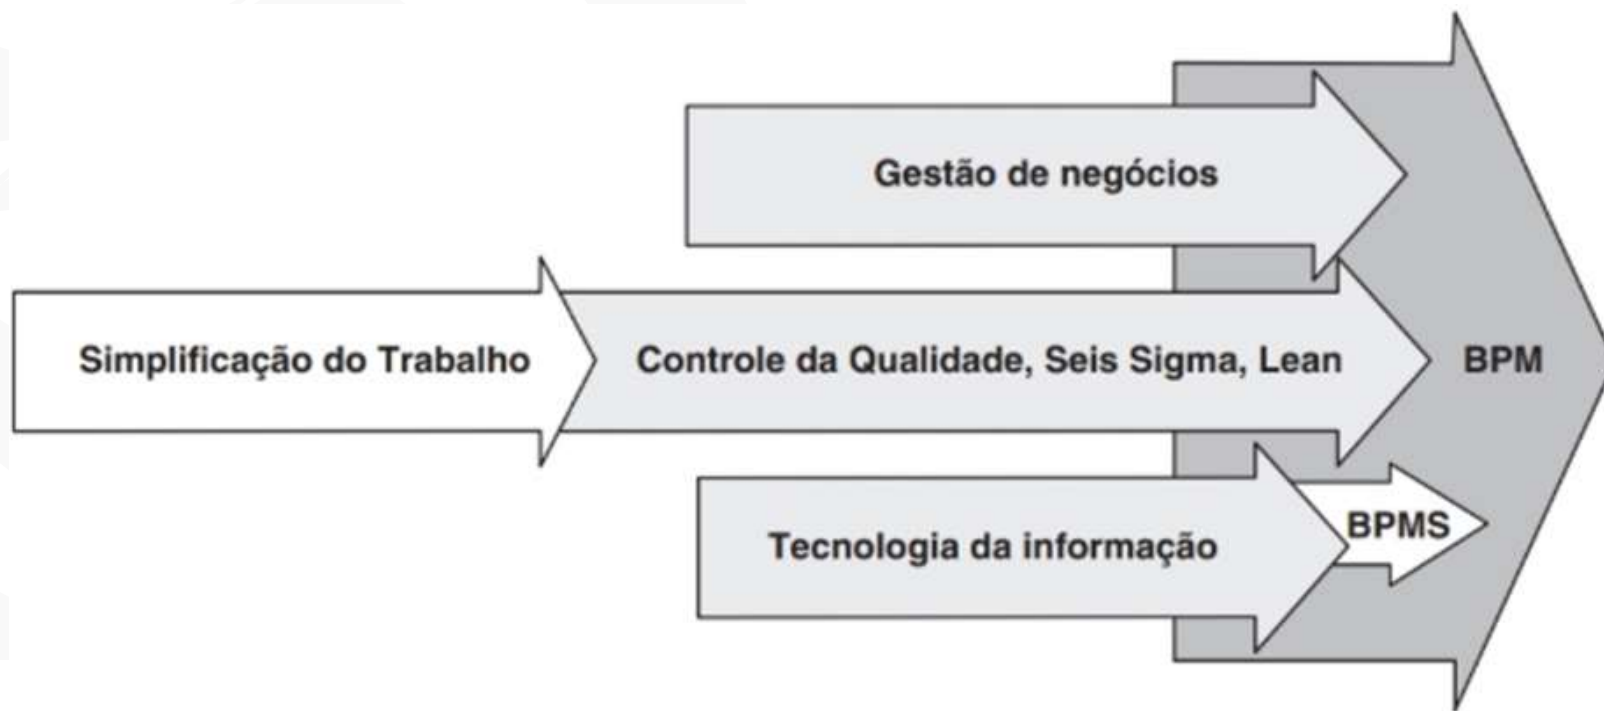 Gestão de negócios
Simplificação do Trabalho
Controle da Qualidade, Seis Sigma, Lean
BPM
BPMS
Tecnologia da informação